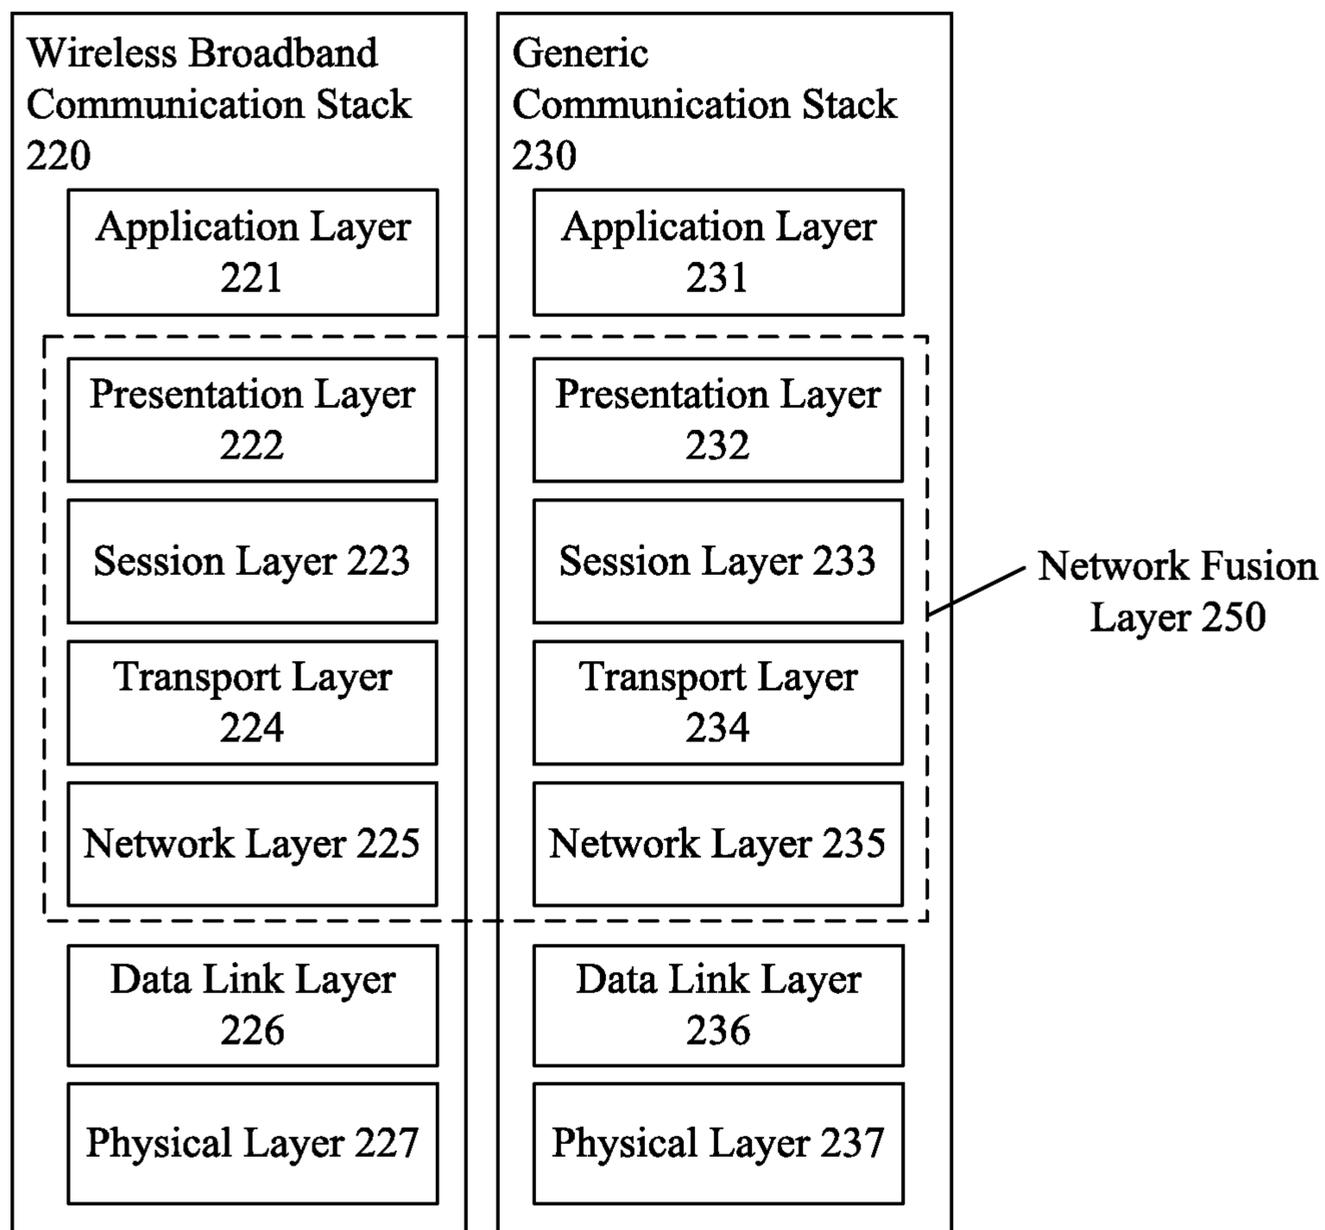 Wireless Broadband
Communication Stack
220
Application Layer
221
Presentation Layer
222
Session Layer 223
Transport Layer
224
Network Layer 225
Data Link Layer
226
Physical Layer 227
Generic
Communication Stack
230
Application Layer
231
Presentation Layer
232
Session Layer 233
Transport Layer
234
Network Layer 235
Data Link Layer
236
Physical Layer 237
Network Fusion
Layer 250